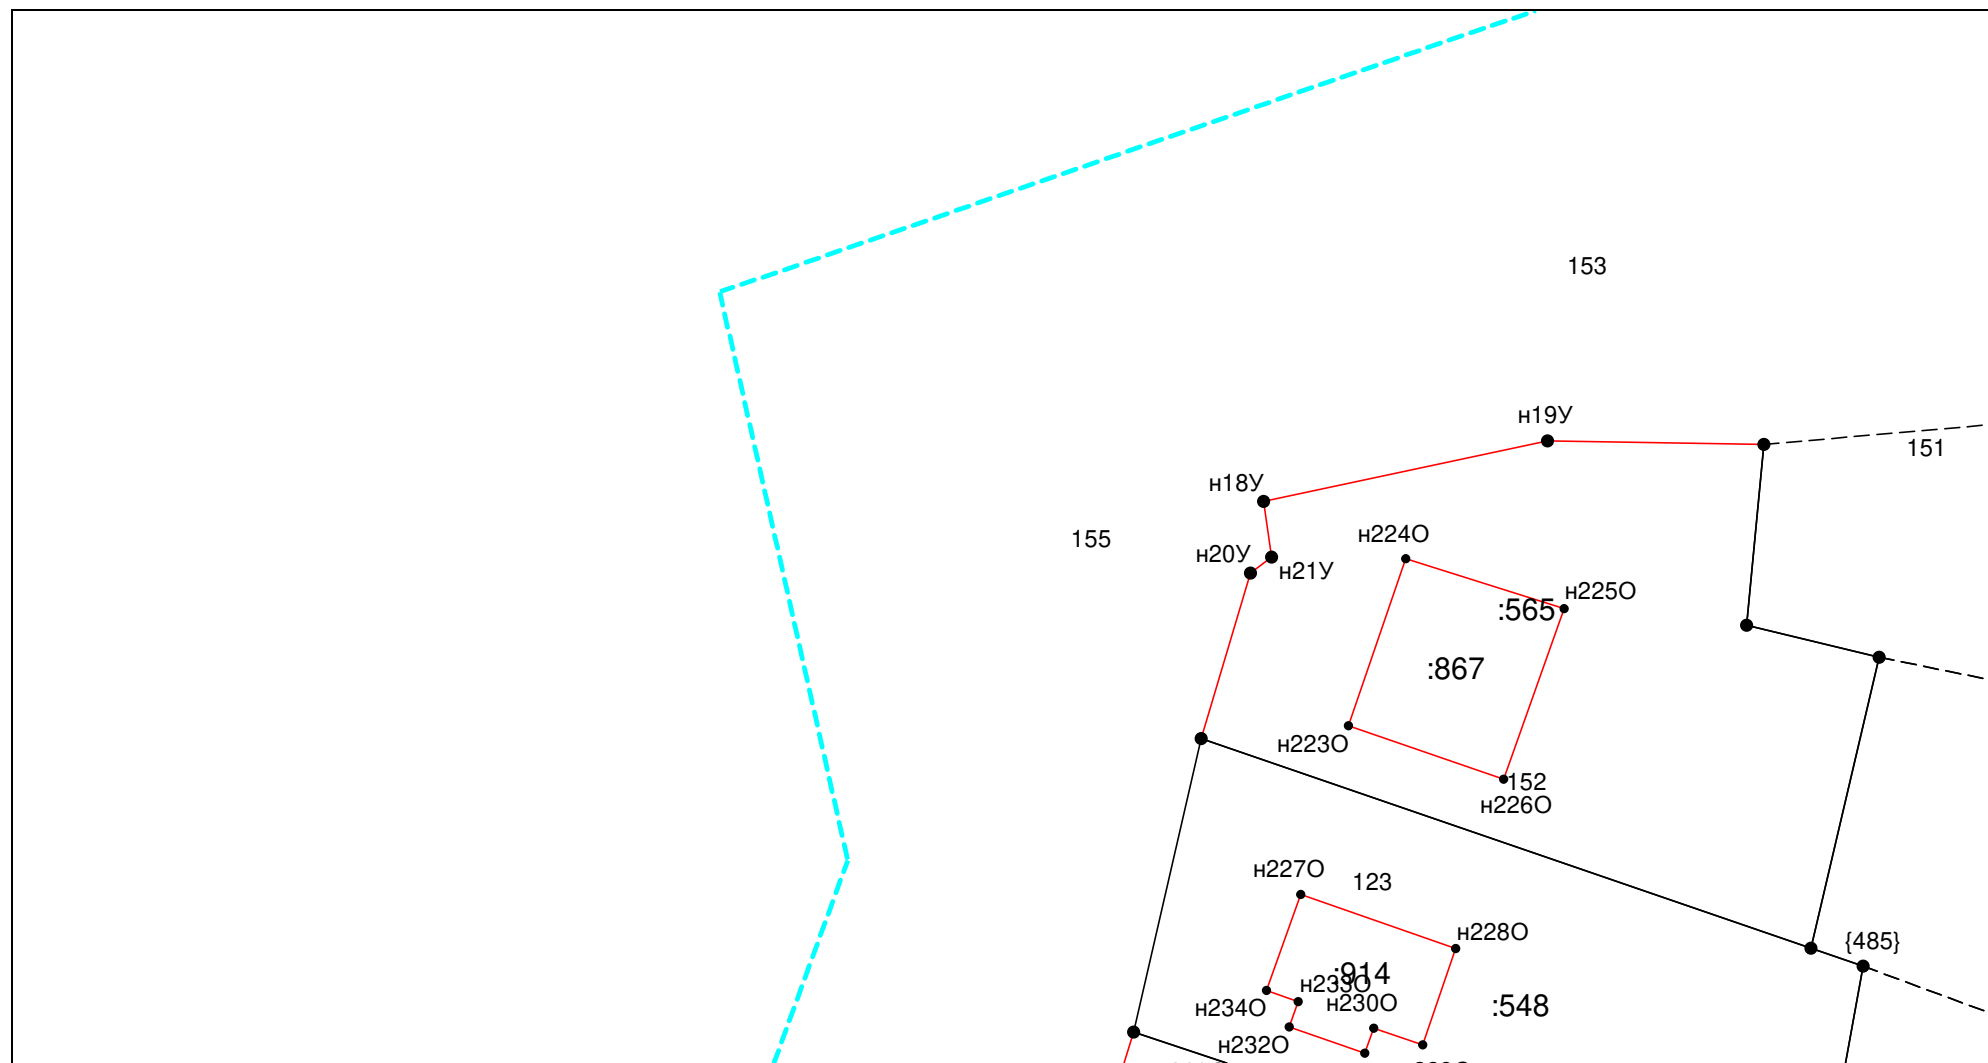 153
н19У
151
н18У
н224О
155
н20У
н21У
н225О
:565
:867
н223О
152
н226О
н227О
123
н228О
{485}
:914
н233О
н234О
н230О
:548
н232О